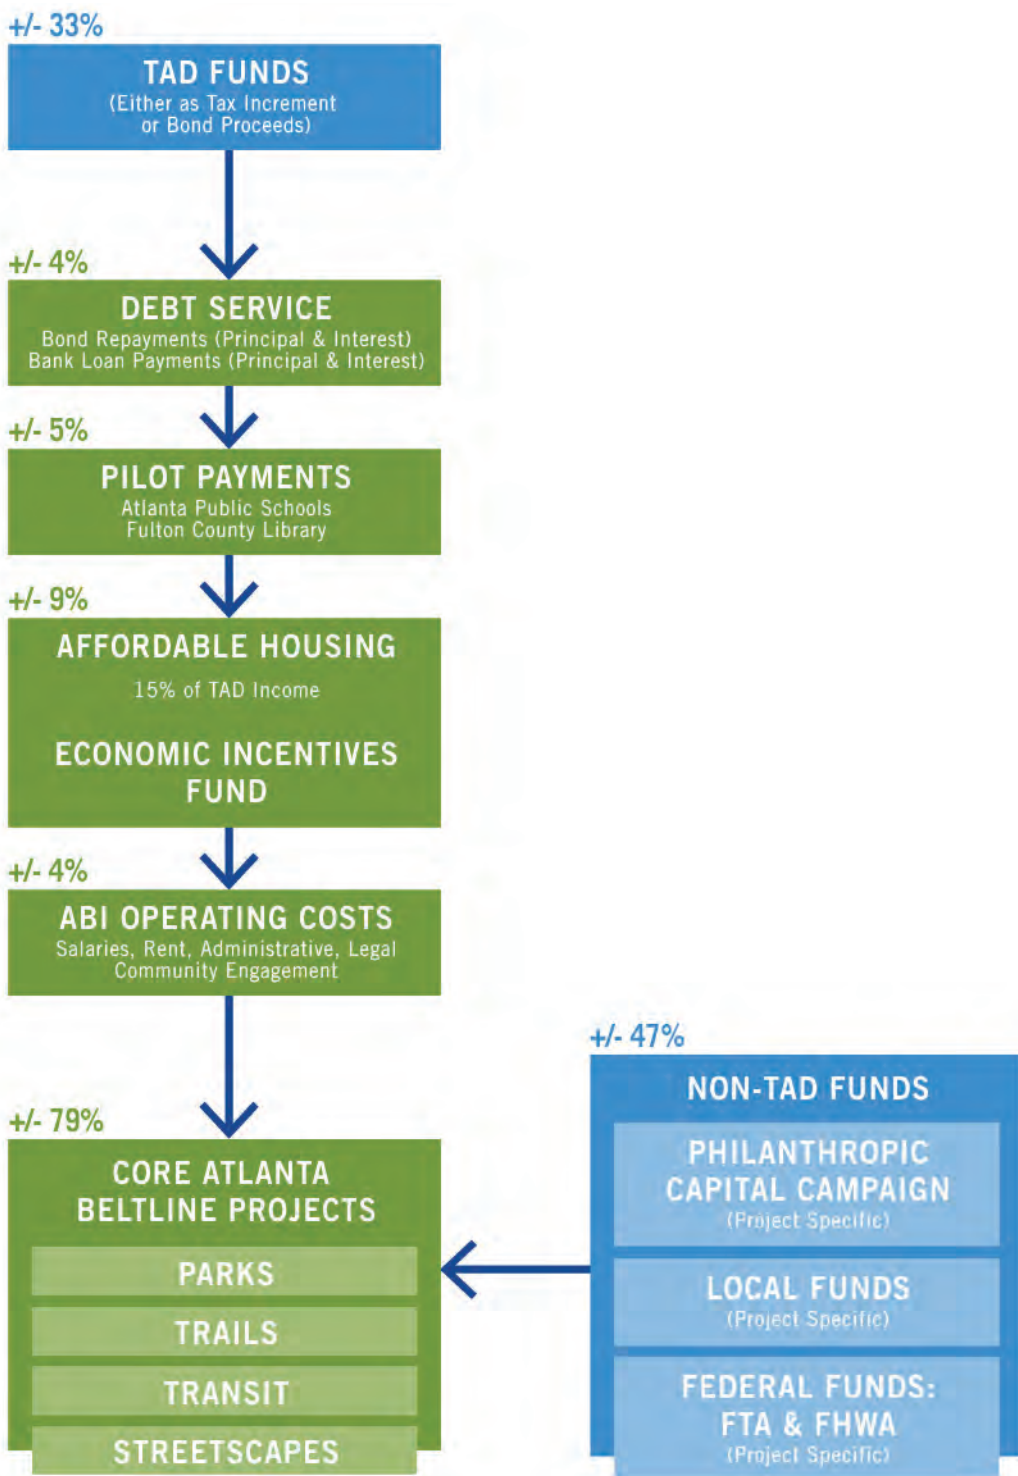 +/- 33%
TAD FUNDS
(Either as Tax Increment
or Bond Proceeds)
+/- 4%
DEBT SERVICE
Bond Repayments (Principal & Interest)
Bank Loan Payments (Principal & Interest)
+/- 5%
PILOT PAYMENTS
Atlanta Public Schools
Fulton County Library
+/- 9%
AFFORDABLE HOUSING
15% of TAD Income
ECONOMIC INCENTIVES
FUND
+/- 4%
ABI OPERATING COSTS
Salaries, Rent, Administrative, Legal
Community Engagement
+/- 79%
CORE ATLANTA
BELTLINE PROJECTS
PARKS
TRAILS
TRANSIT
STREETSCAPES
+/- 47%
NON-TAD FUNDS
PHILANTHROPIC
CAPITAL CAMPAIGN
(Project Specific)
LOCAL FUNDS
(Project Specific)
FEDERAL FUNDS:
FTA & FHWA
(Project Specific)